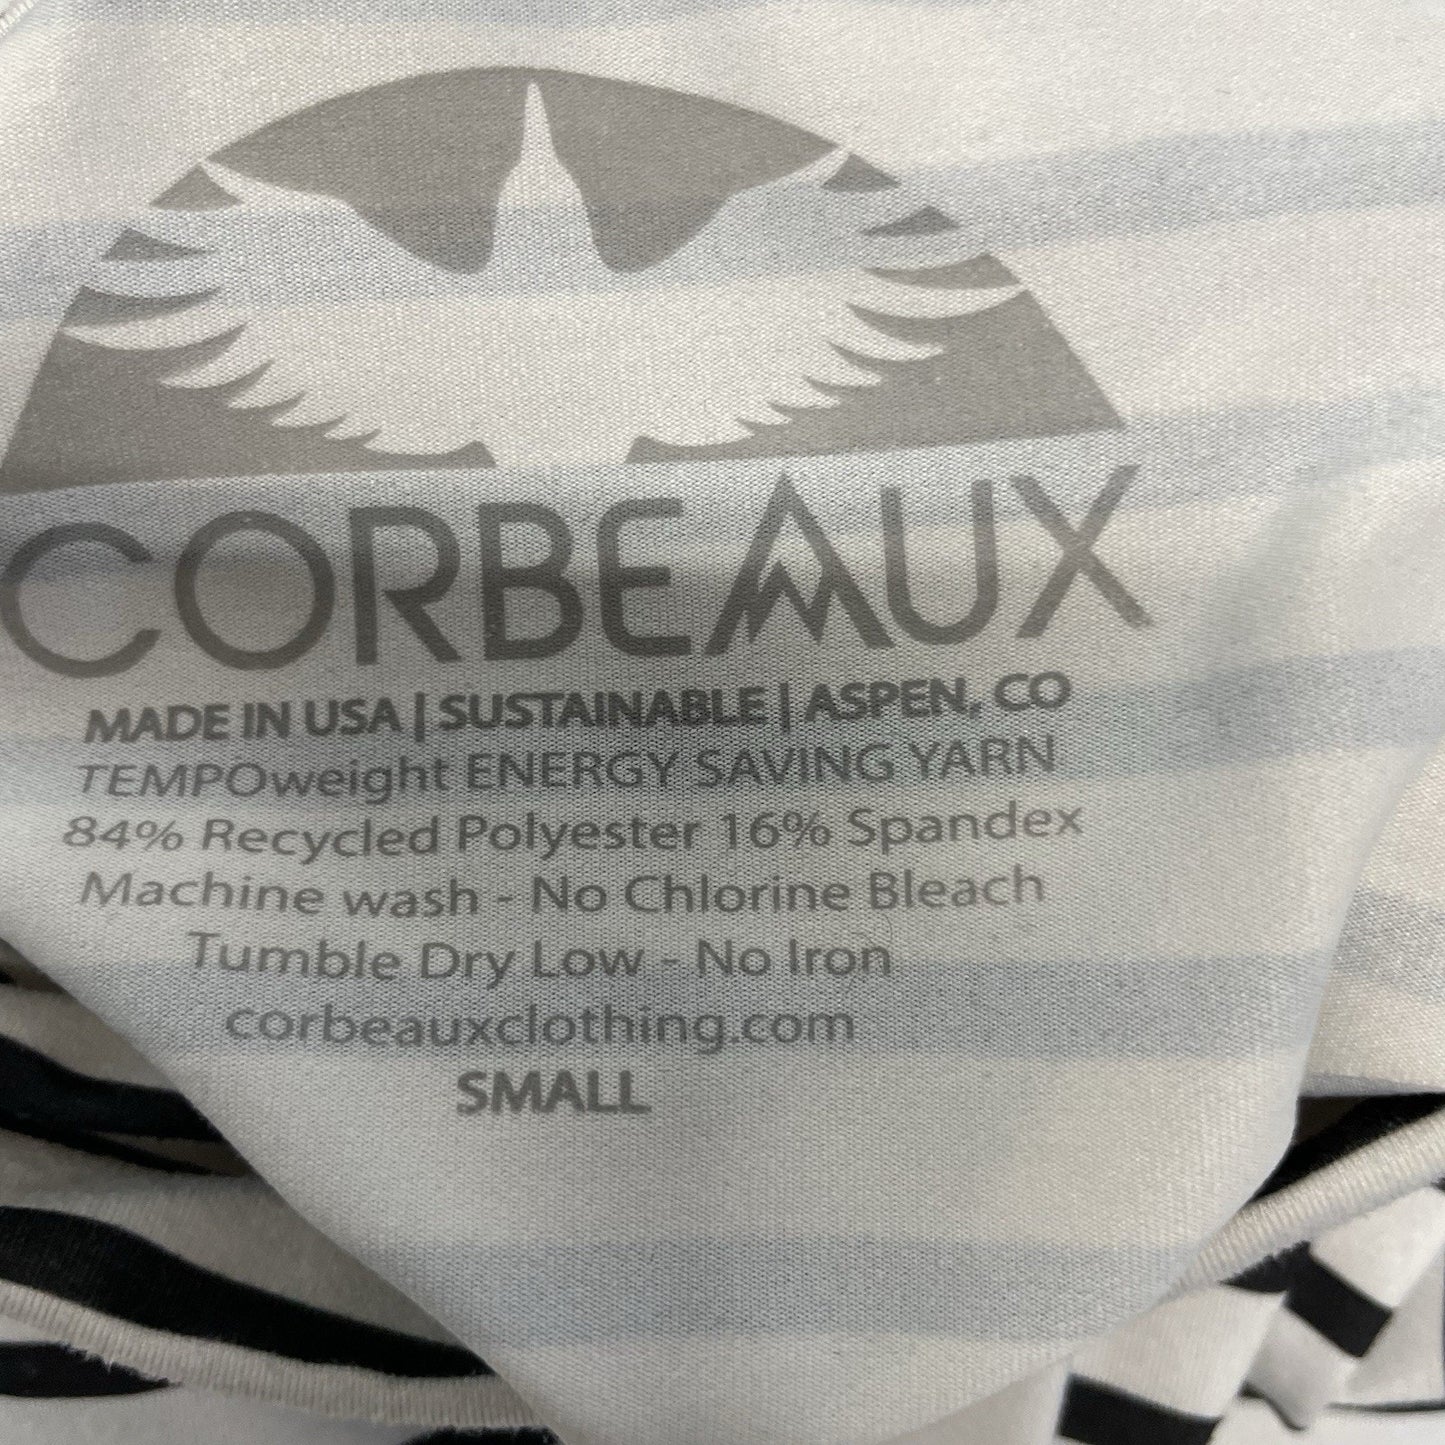 CORBEAUX
MADE IN USA | SUSTAINABLE | ASPEN, CO
TEMPOweight ENERGY SAVING YARN
84% Recycled Polyester 16% Spandex
Machine wash - No Chlorine Bleach
Tumble Dry Low - No Iron
corbeauxclothing.com
SMALL